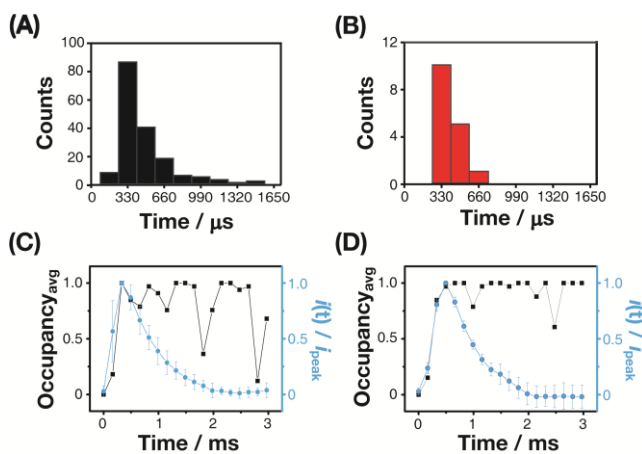 (A)
100
80
60
40
20
0
Counts
0 330 660 990 1320 1650
Time / µs
(B)
12
8
4
0
Counts
0 330 660 990 1320 1650
Time / µs
(C)
1.0
0.5
0
Occupancy avg
1.0
0.5
0
i(t) / i peak
0 1 2 3
Time / ms
(D)
1.0
0.5
0
Occupancy avg
1.0
0.5
0
i(t) / I peak
0 1 2 3
Time / ms